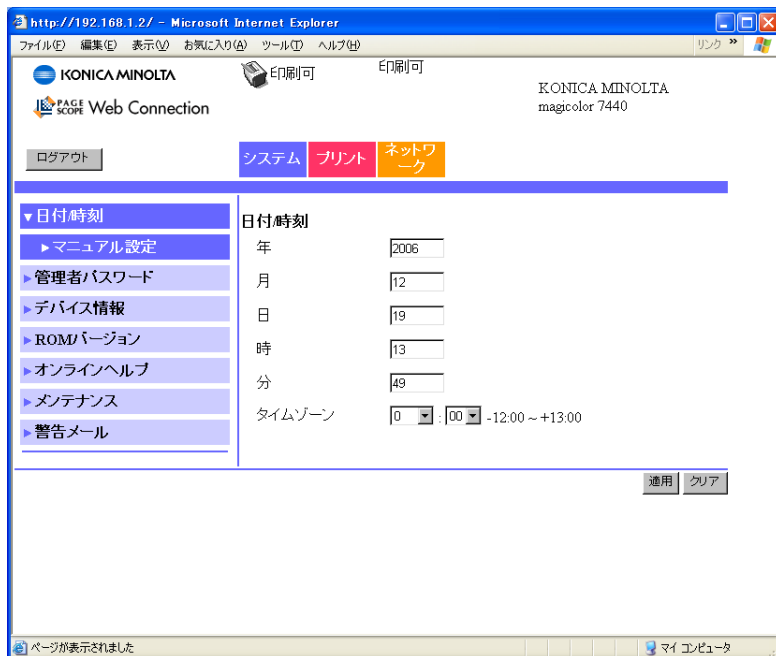 http://192.168.1.2/ - Microsoft Internet Explorer
ファイル(F) 編集(E) 表示(V) お気に入り(A) ツール(T) ヘルプ(H) リンク »
KONICA MINOLTA 印刷可 印刷可
KONICA MINOLTA
magicolor 7440
PAGE SCOPE Web Connection
ログアウト システム プリント ネットワ
ーク
▼日付/時刻
▶マニュアル設定
▶管理者パスワード
▶デバイス情報
▶ROMバージョン
▶オンラインヘルプ
▶メンテナンス
▶警告メール
日付/時刻
年 2006
月 12
日 19
時 13
分 49
タイムゾーン 0 : 00 -12:00 ~ +13:00
適用 クリア
ページが表示されました マイ コンピュータ